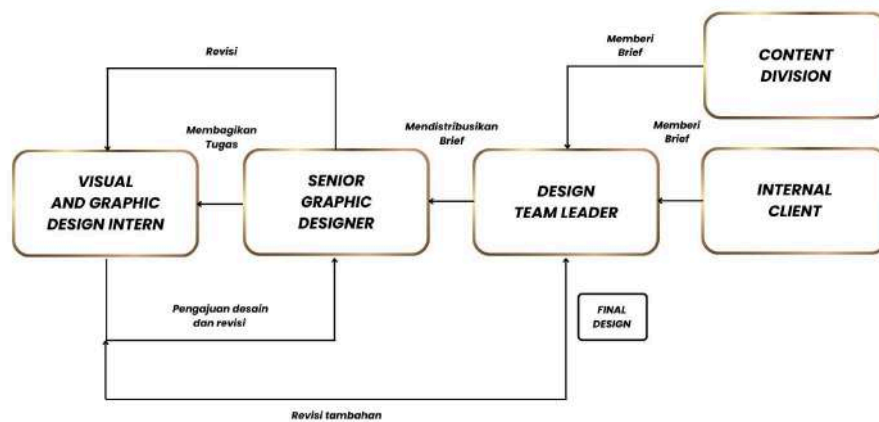 Revisi
Memberi
Brief
CONTENT
DIVISION
Membagikan
Tugas
Mendistribusikan
Brief
Memberi
Brief
VISUAL
AND GRAPHIC
DESIGN INTERN
SENIOR
GRAPHIC
DESIGNER
DESIGN
TEAM LEADER
INTERNAL
CLIENT
Pengajuan desain
dan revisi
FINAL
DESIGN
Revisi tambahan